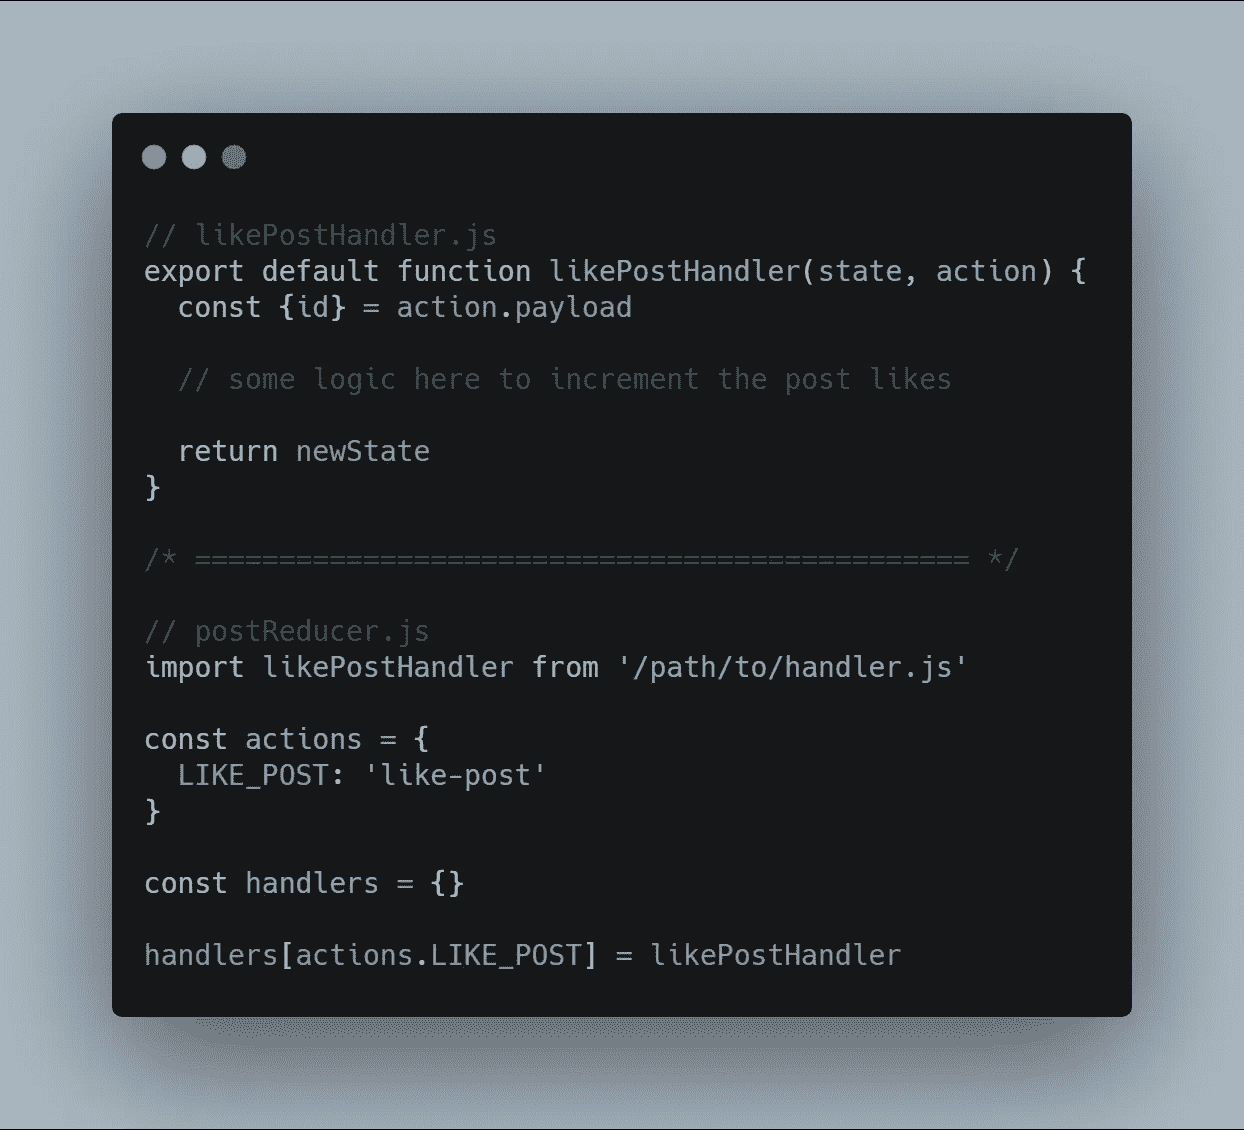 // likePostHandler.js
export default function likePostHandler(state, action) {
  const {id} = action.payload
  // some logic here to increment the post likes
  return newState
}
/* ============================================== */
// postReducer.js
import likePostHandler from '/path/to/handler.js'
const actions = {
  LIKE_POST: 'like-post'
}
const handlers = {}
handlers[actions.LIKE_POST] = likePostHandler